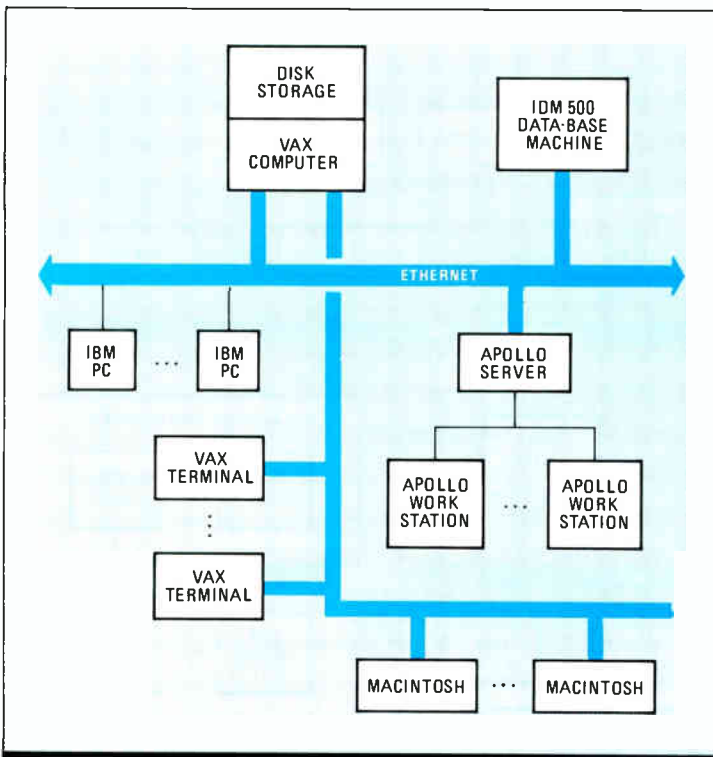 DISK
STORAGE
VAX
COMPUTER
IDM 500
DATA-BASE
MACHINE
ETHERNET
IBM
PC
...
IBM
PC
APOLLO
SERVER
VAX
TERMINAL
...
VAX
TERMINAL
APOLLO
WORK
STATION
...
APOLLO
WORK
STATION
MACINTOSH
...
MACINTOSH